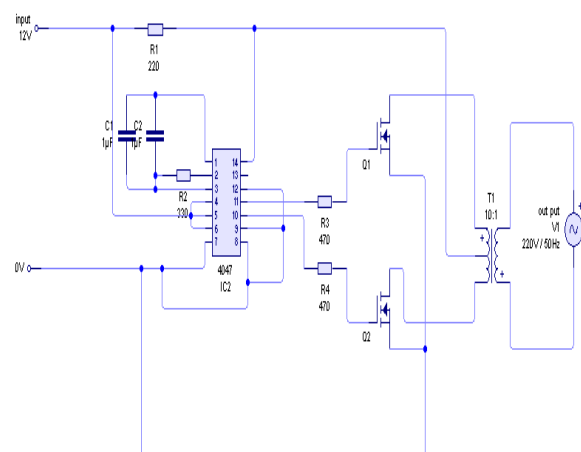 input
12V
R1
220
C1
1µF
C2
1µF
R2
330
1
2
3
4
5
6
7
14
13
12
11
10
9
8
4047
IC2
0V
R3
470
R4
470
Q1
Q2
T1
10:1
+
+
out put
V1
220V / 50Hz
+